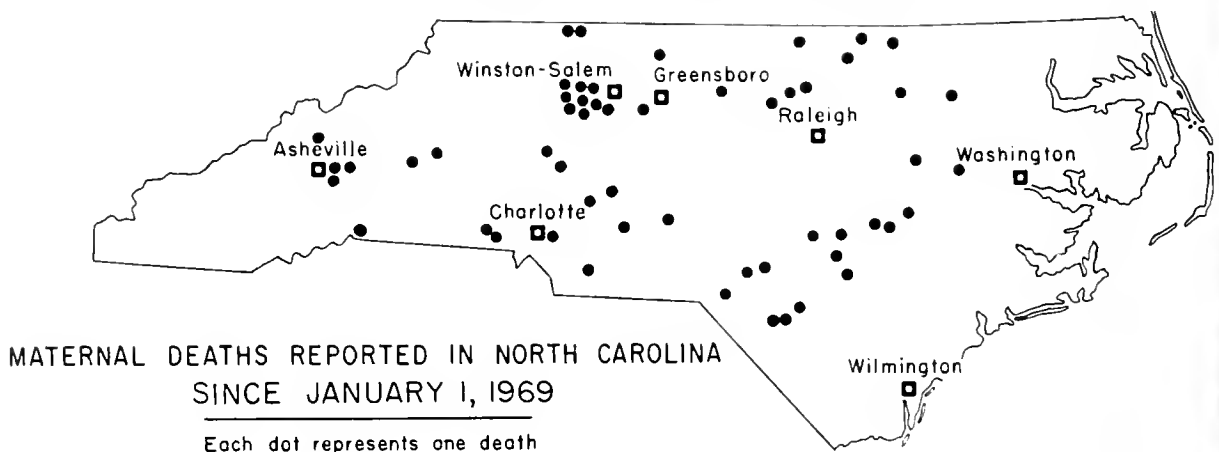 Winston-Salem
Greensboro
Raleigh
Asheville
Washington
Charlotte
MATERNAL DEATHS REPORTED IN NORTH CAROLINA
Wilmington
SINCE JANUARY 1, 1969
Each dot represents one death